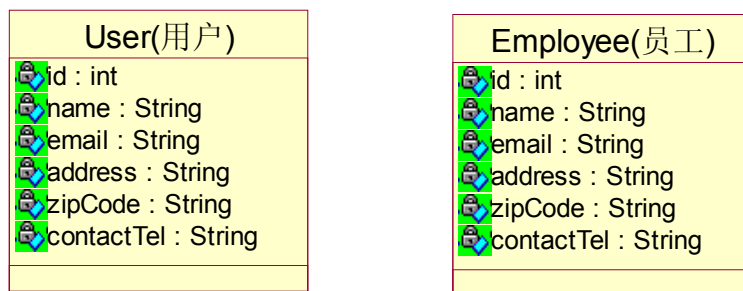 User(用户)
id : int
name : String
email : String
address : String
zipCode : String
contactTel : String
Employee(员工)
id : int
name : String
email : String
address : String
zipCode : String
contactTel : String